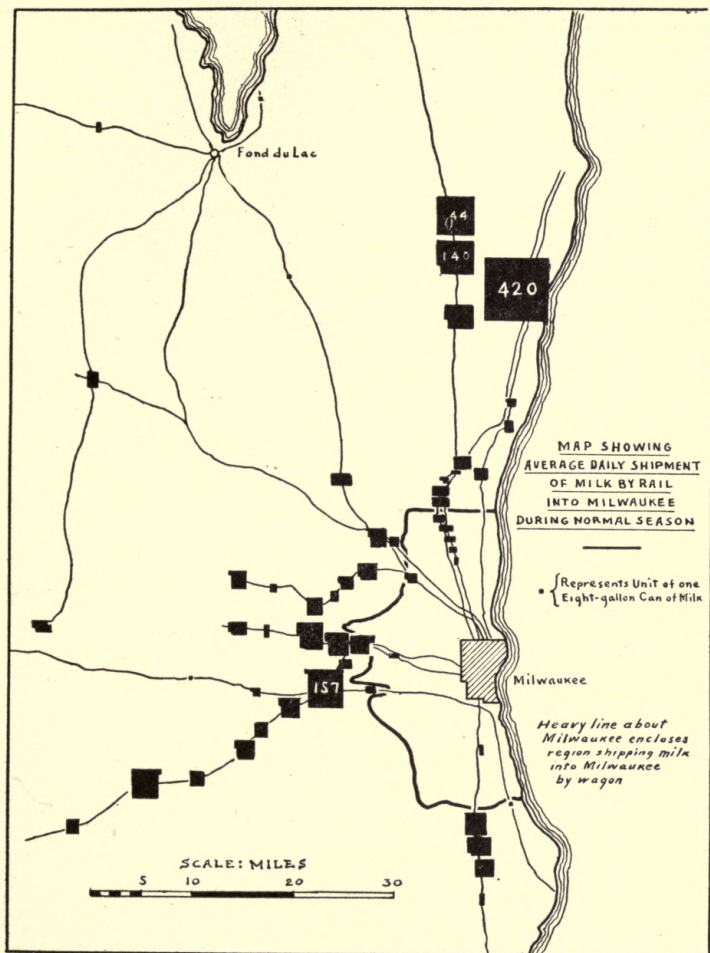 Fond du Lac
44
140
420
MAP SHOWING
AVERAGE DAILY SHIPMENT
OF MILK BY RAIL
INTO MILWAUKEE
DURING NORMAL SEASON
Represents Unit of one
Eight-gallon Can of Milk
157
Milwaukee
Heavy line about
Milwaukee encloses
region shipping milk
into Milwaukee
by wagon
SCALE: MILES
5 10 20 30